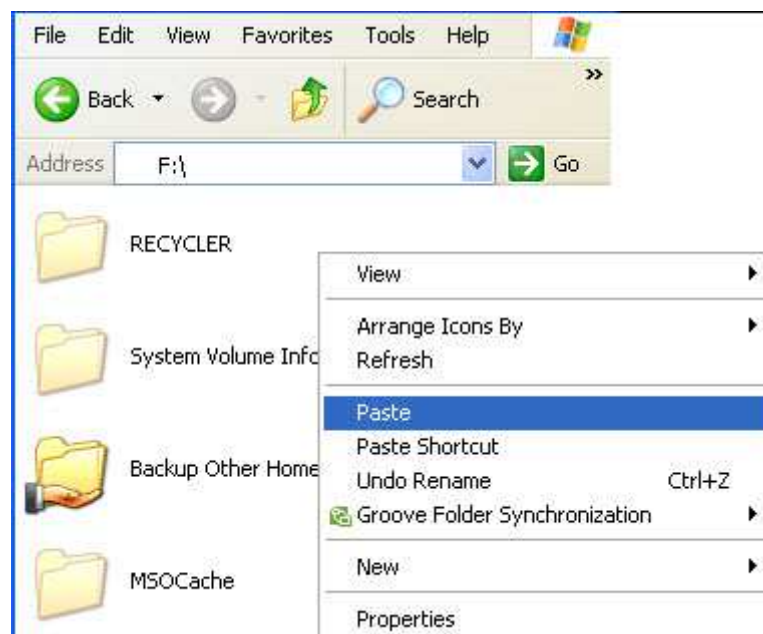 File Edit View Favorites Tools Help
Back Search »
Address F:\ Go
RECYCLER
View
Arrange Icons By
System Volume Info
Refresh
Paste
Paste Shortcut
Backup Other Home
Undo Rename Ctrl+Z
Groove Folder Synchronization
New
MSOCache
Properties